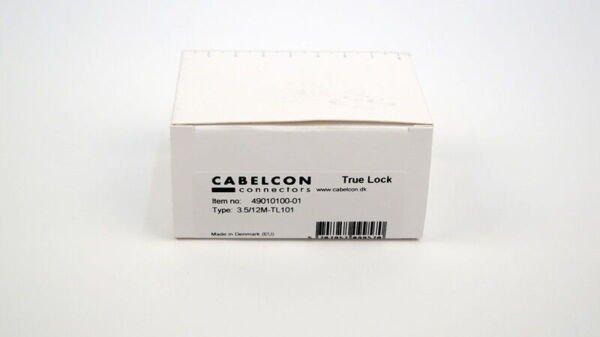 CABELCON True Lock
connectors www.cabelcon.dk
Item no: 49010100-01
Type: 3.5/12M-TL101
Made in Denmark (EU)